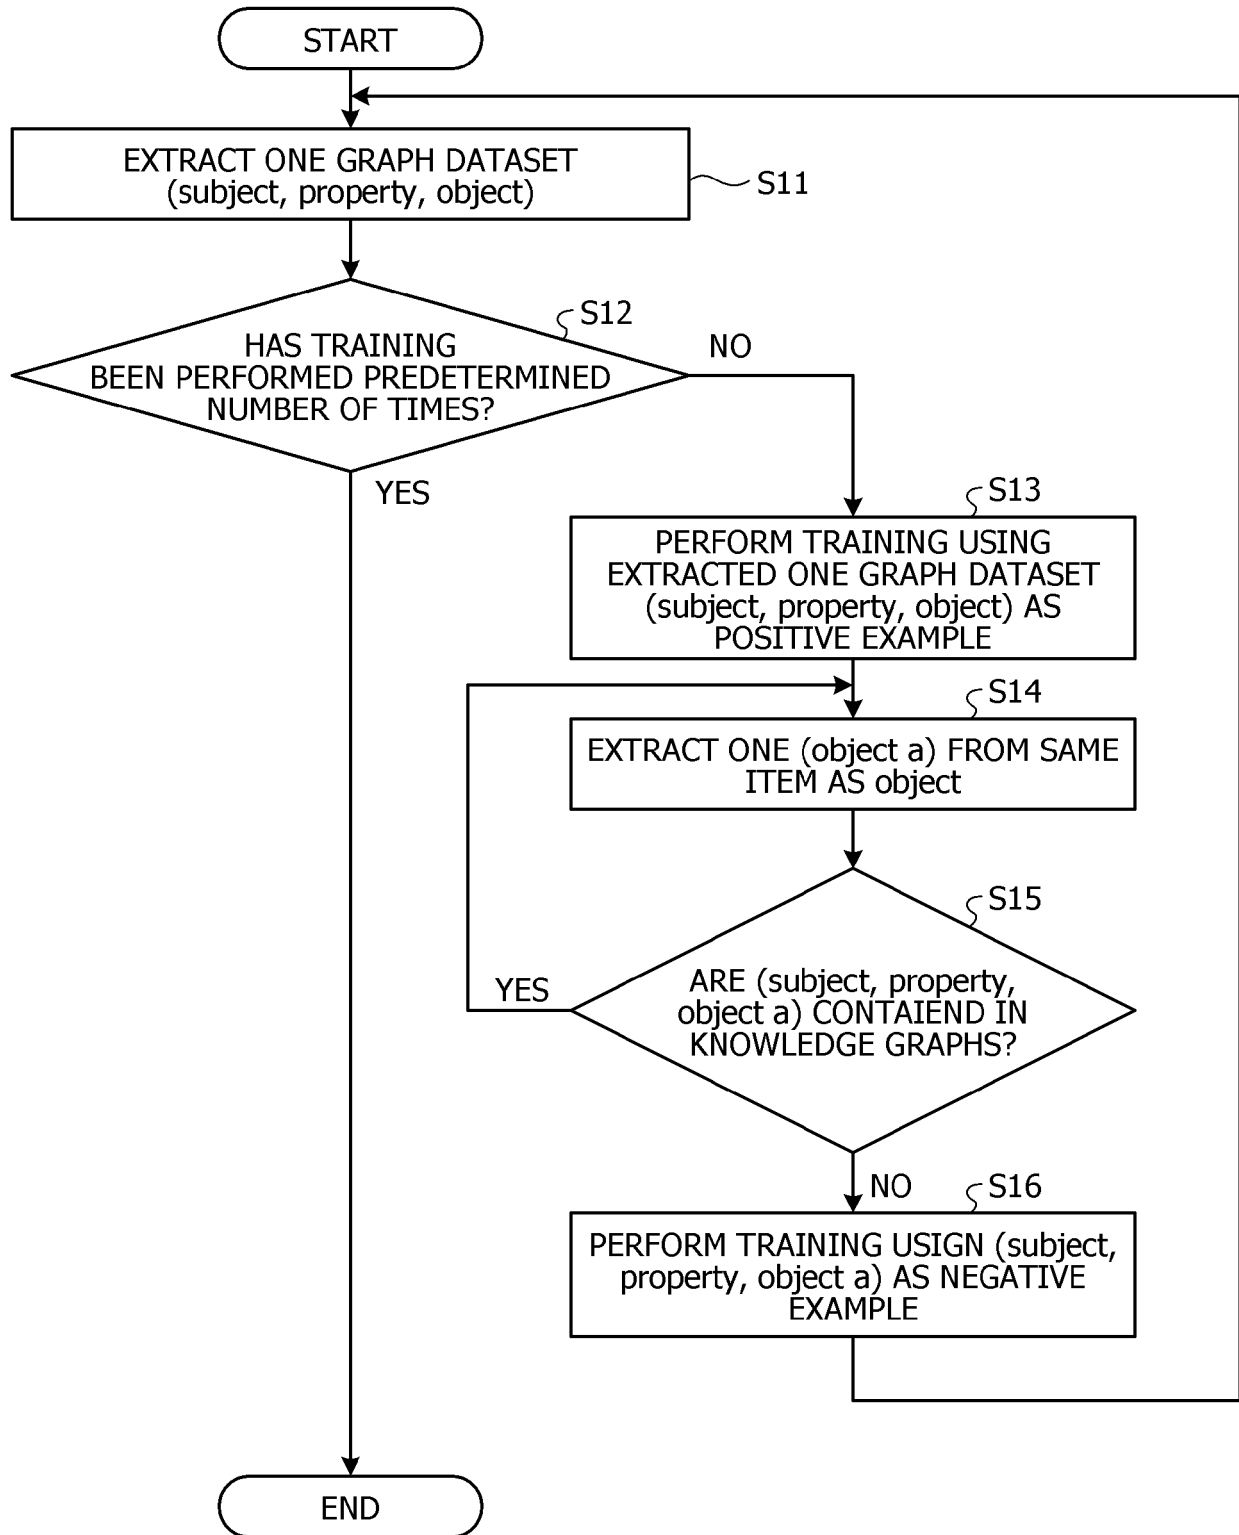 START
EXTRACT ONE GRAPH DATASET
(subject, property, object)
S11
S12
HAS TRAINING
BEEN PERFORMED PREDETERMINED
NUMBER OF TIMES?
NO
YES
S13
PERFORM TRAINING USING
EXTRACTED ONE GRAPH DATASET
(subject, property, object) AS
POSITIVE EXAMPLE
S14
EXTRACT ONE (object a) FROM SAME
ITEM AS object
S15
ARE (subject, property,
object a) CONTAIEND IN
KNOWLEDGE GRAPHS?
YES
NO
S16
PERFORM TRAINING USIGN (subject,
property, object a) AS NEGATIVE
EXAMPLE
END